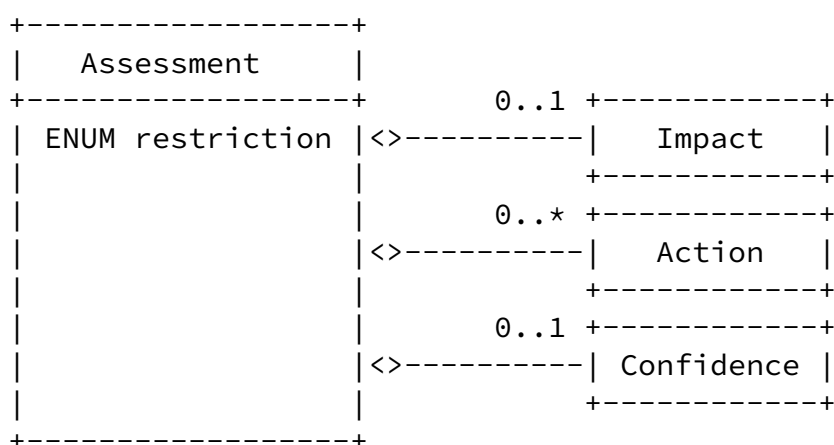 +------------------+
|   Assessment     |
+------------------+       0..1 +------------+
| ENUM restriction |<>----------|   Impact   |
|                  |            +------------+
|                  |       0..* +------------+
|                  |<>----------|   Action   |
|                  |            +------------+
|                  |       0..1 +------------+
|                  |<>----------| Confidence |
|                  |            +------------+
+------------------+